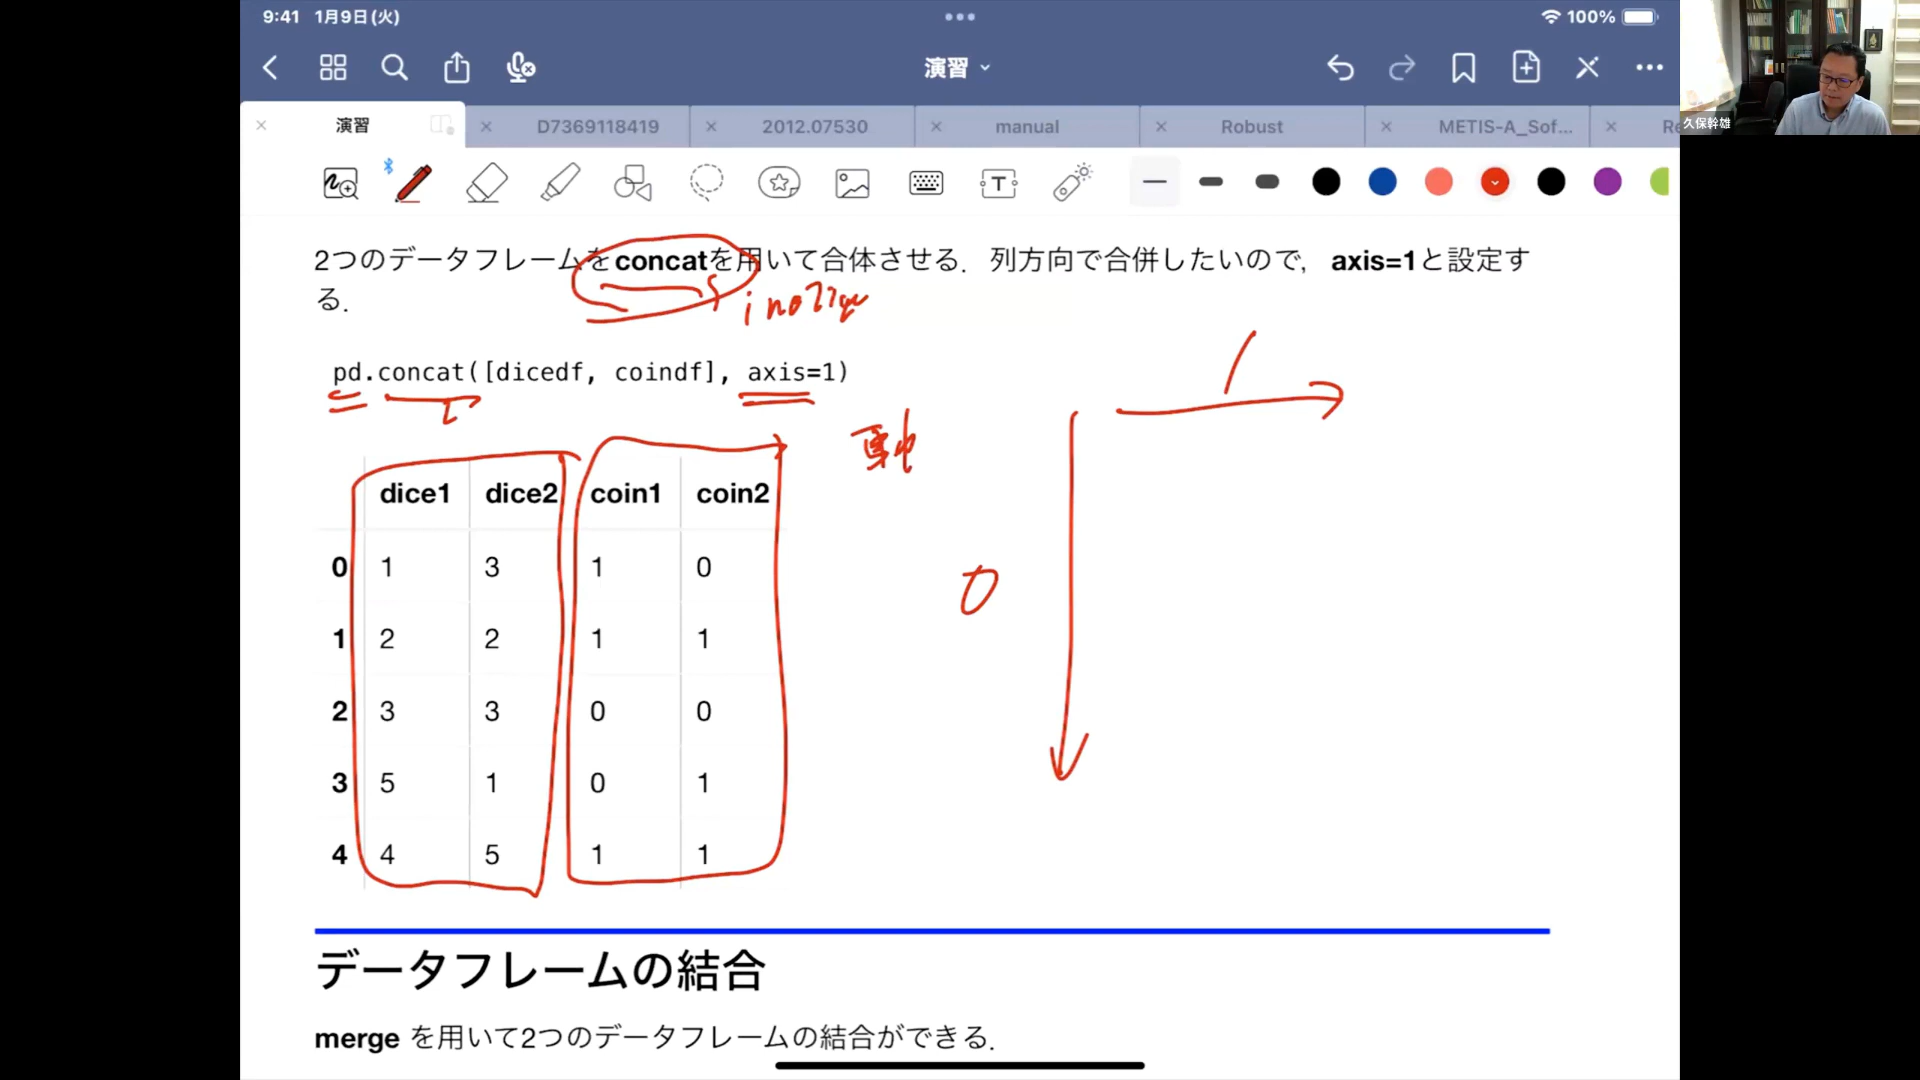 9:41 1月9日(火)
100%
演習
演習
D7369118419
2012.07530
manual
Robust
METIS-A_Sof...
Re
久保幹雄
2つのデータフレームをconcatを用いて合体させる．列方向で合併したいので，axis=1と設定す
る．
pd.concat([dicedf, coindf], axis=1)
1
軸
0
dice1 dice2 coin1 coin2
0 1 3 1 0
1 2 2 1 1
2 3 3 0 0
3 5 1 0 1
4 4 5 1 1
データフレームの結合
merge を用いて2つのデータフレームの結合ができる．